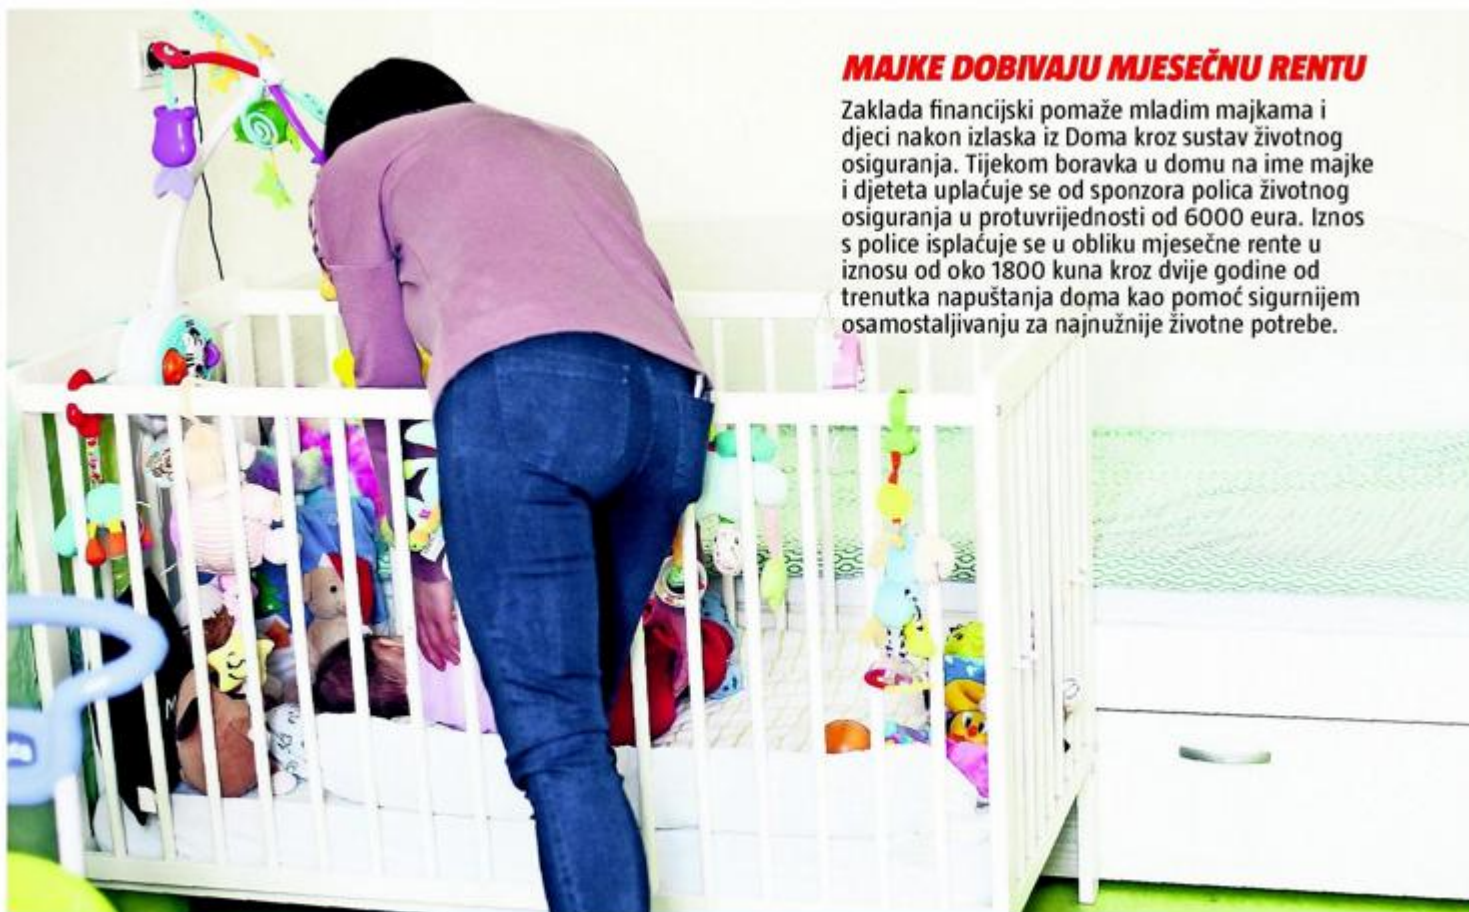 MAJKE DOBIVAJU MJESEČNU RENTU
Zaklada financijski pomaže mladim majkama i
djeci nakon izlaska iz Doma kroz sustav životnog
osiguranja. Tijekom boravka u domu na ime majke
i djeteta uplaćuje se od sponzora polica životnog
osiguranja u protuvrijednosti od 6000 eura. Iznos
s police isplaćuje se u obliku mjesečne rente u
iznosu od oko 1800 kuna kroz dvije godine od
trenutka napuštanja doma kao pomoć sigurnijem
osamostaljivanju za najnužnije životne potrebe.